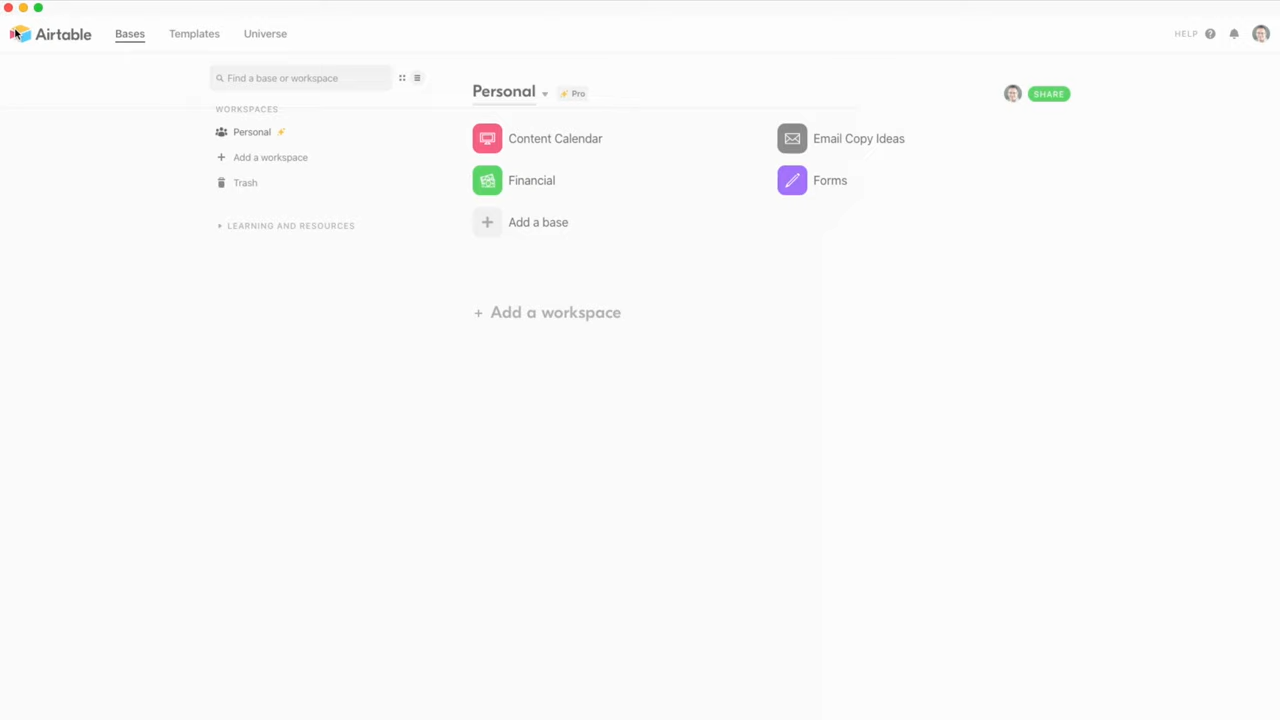 Airtable
Bases
Templates
Universe
HELP
Find a base or workspace
WORKSPACES
Personal
Add a workspace
Trash
LEARNING AND RESOURCES
Personal
Pro
SHARE
Content Calendar
Email Copy Ideas
Financial
Forms
Add a base
+ Add a workspace